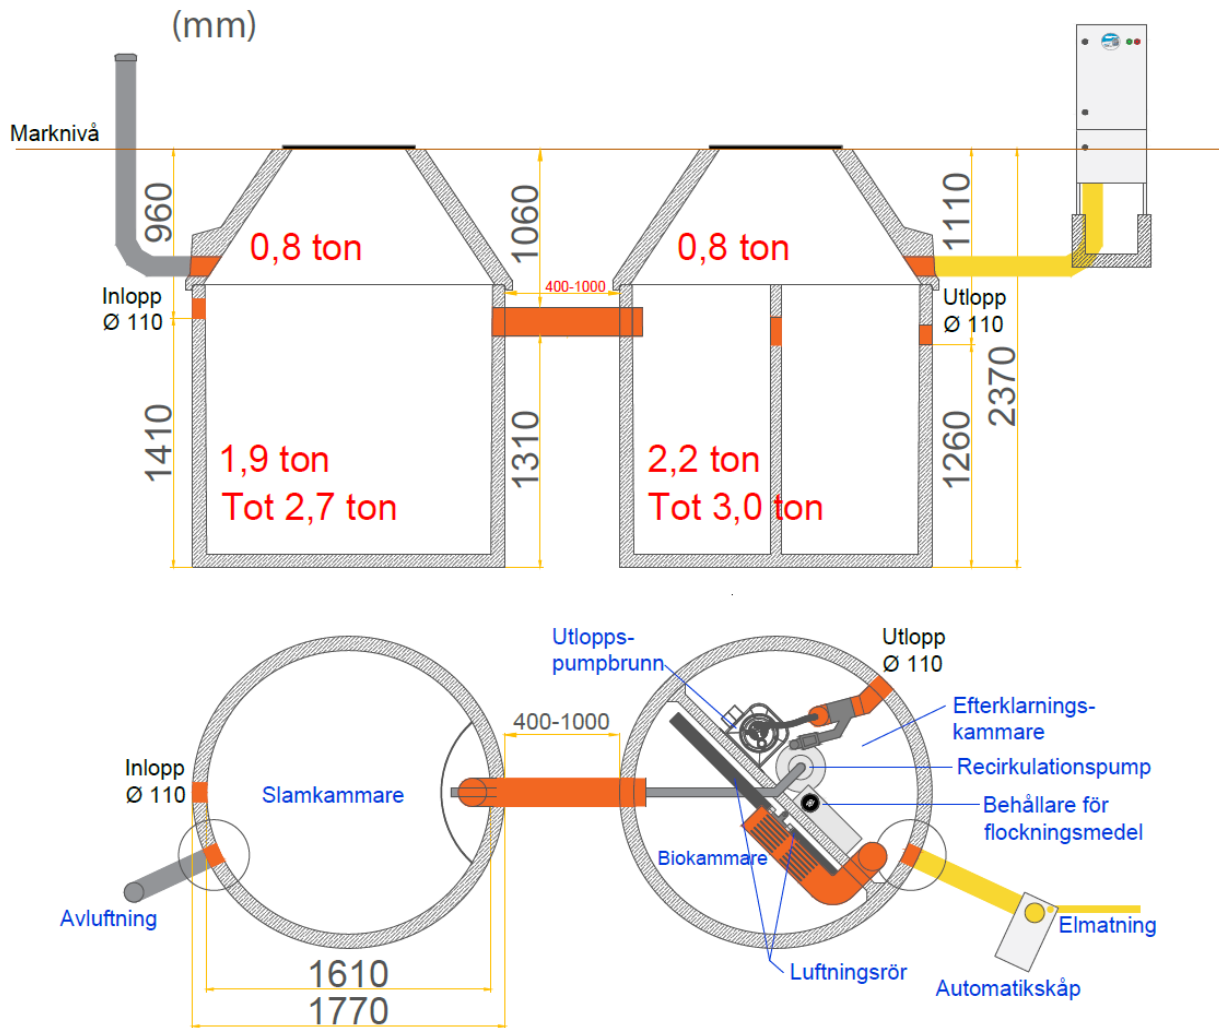 (mm)
Marknivå
960
1060
1110
0,8 ton
0,8 ton
400-1000
Inlopp
Ø 110
Utlopp
Ø 110
2370
1410
1310
1260
1,9 ton
Tot 2,7 ton
2,2 ton
Tot 3,0 ton
Utlopps-
pumpbrunn
Utlopp
Ø 110
Efterklarnings-
kammare
400-1000
Recirkulationspump
Inlopp
Ø 110
Slamkammare
Behållare för
flockningsmedel
Biokammare
Avluftning
Elmatning
Luftningsrör
Automatikskåp
1610
1770